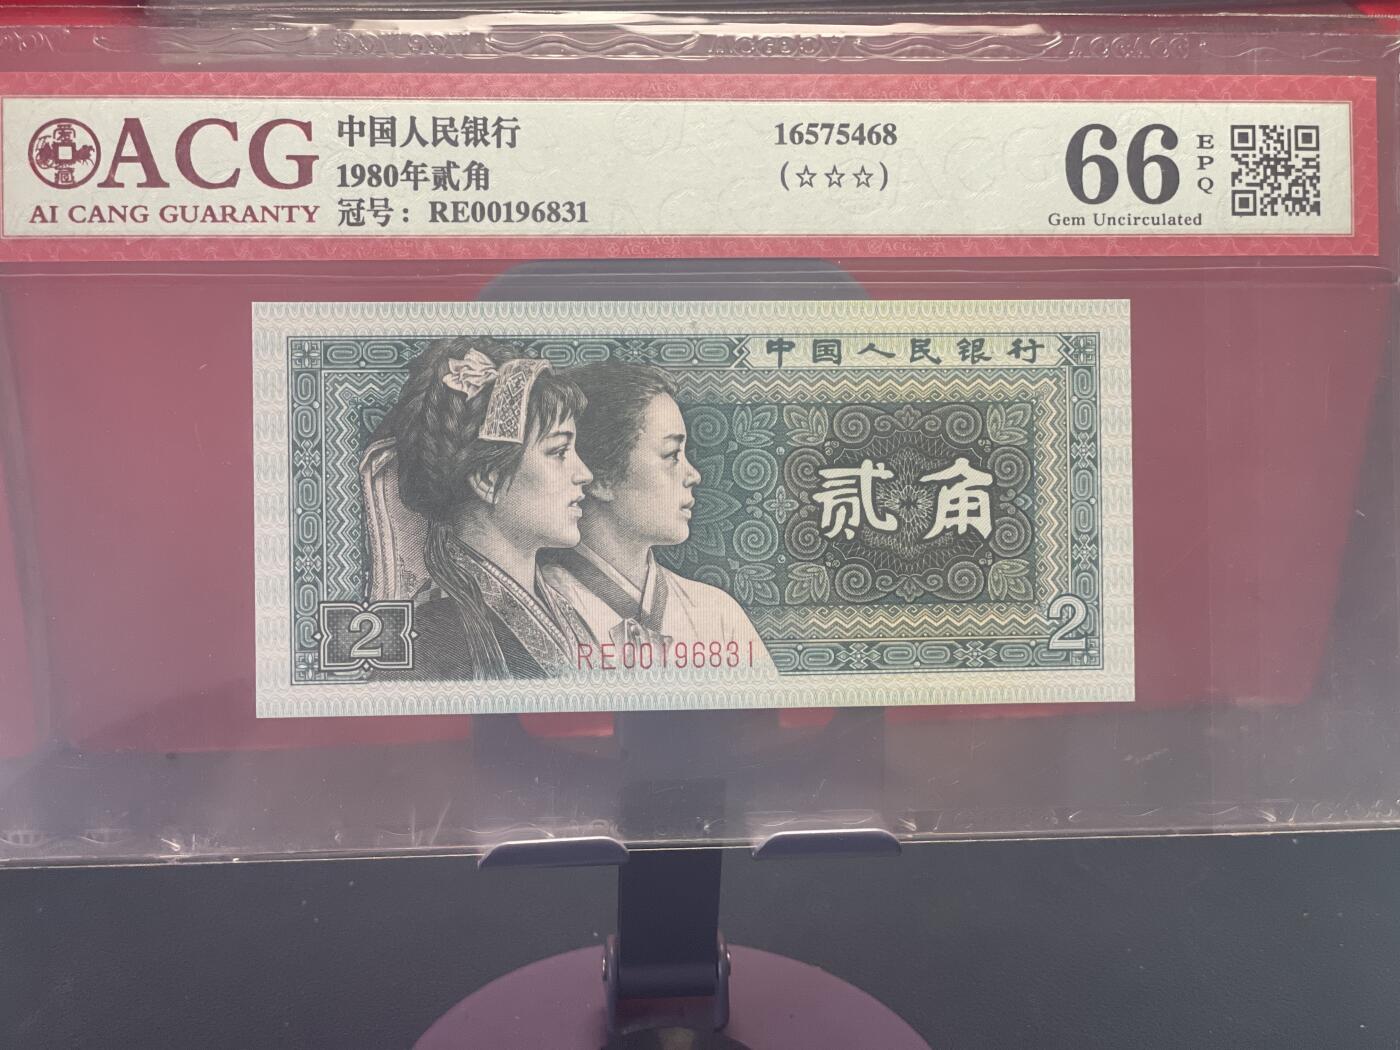 ACG
AI CANG GUARANTY
中国人民银行
1980年贰角
冠号：RE00196831
16575468
(☆☆☆)
66
EPQ
Gem Uncirculated
中国人民银行
贰角
2
2
RE00196831